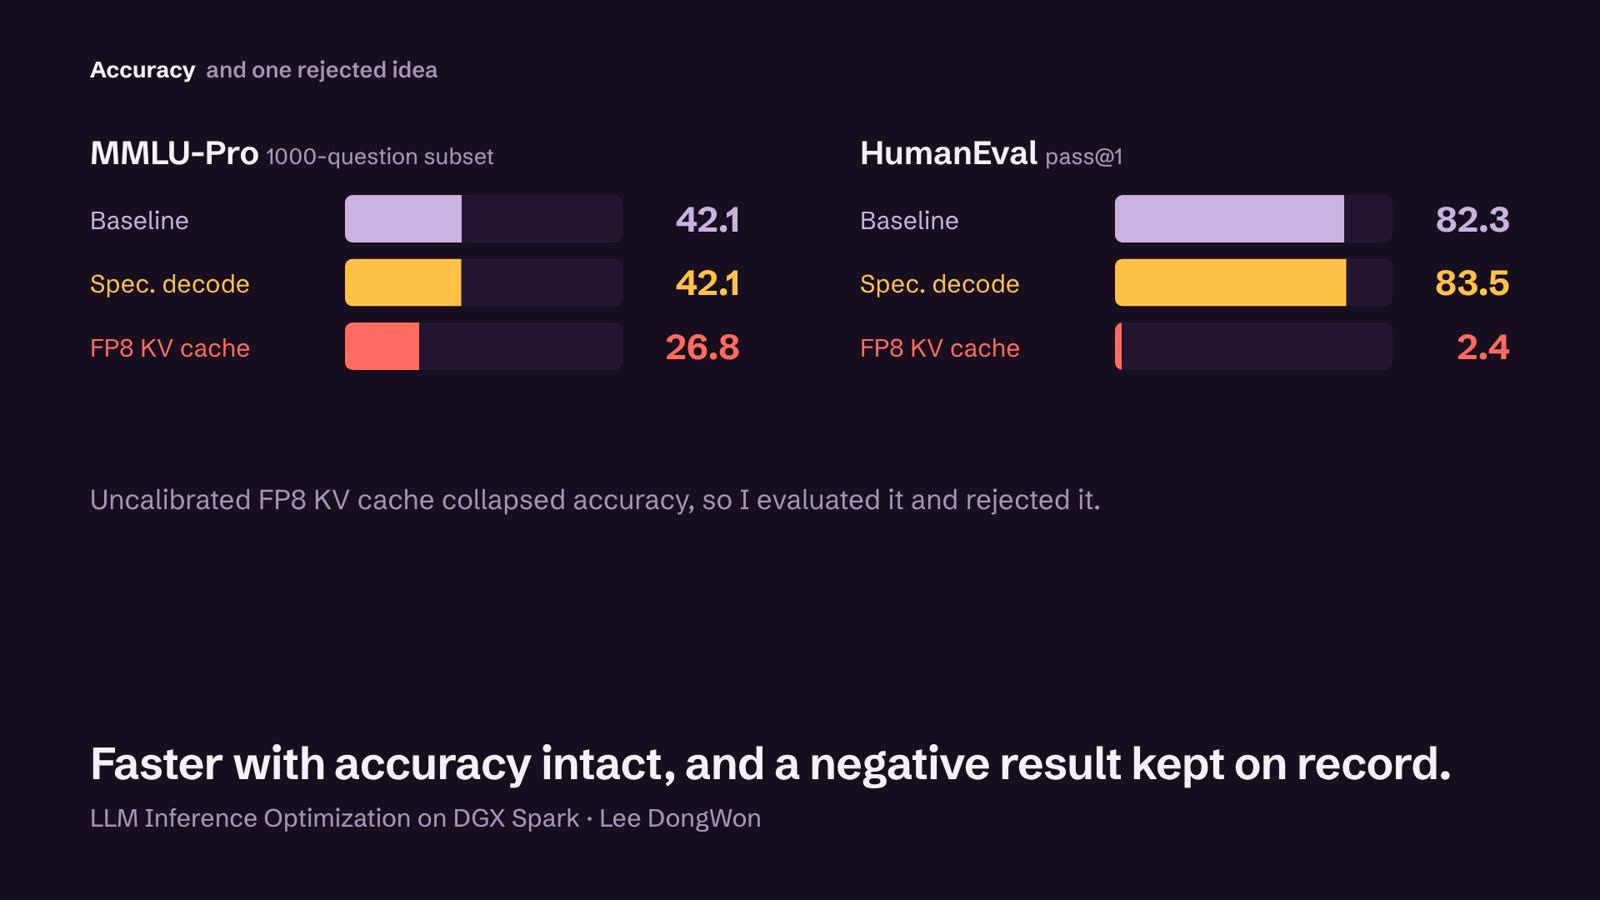 Accuracy and one rejected idea
MMLU-Pro 1000-question subset
Baseline 42.1
Spec. decode 42.1
FP8 KV cache 26.8
HumanEval pass@1
Baseline 82.3
Spec. decode 83.5
FP8 KV cache 2.4
Uncalibrated FP8 KV cache collapsed accuracy, so I evaluated it and rejected it.
Faster with accuracy intact, and a negative result kept on record.
LLM Inference Optimization on DGX Spark · Lee DongWon